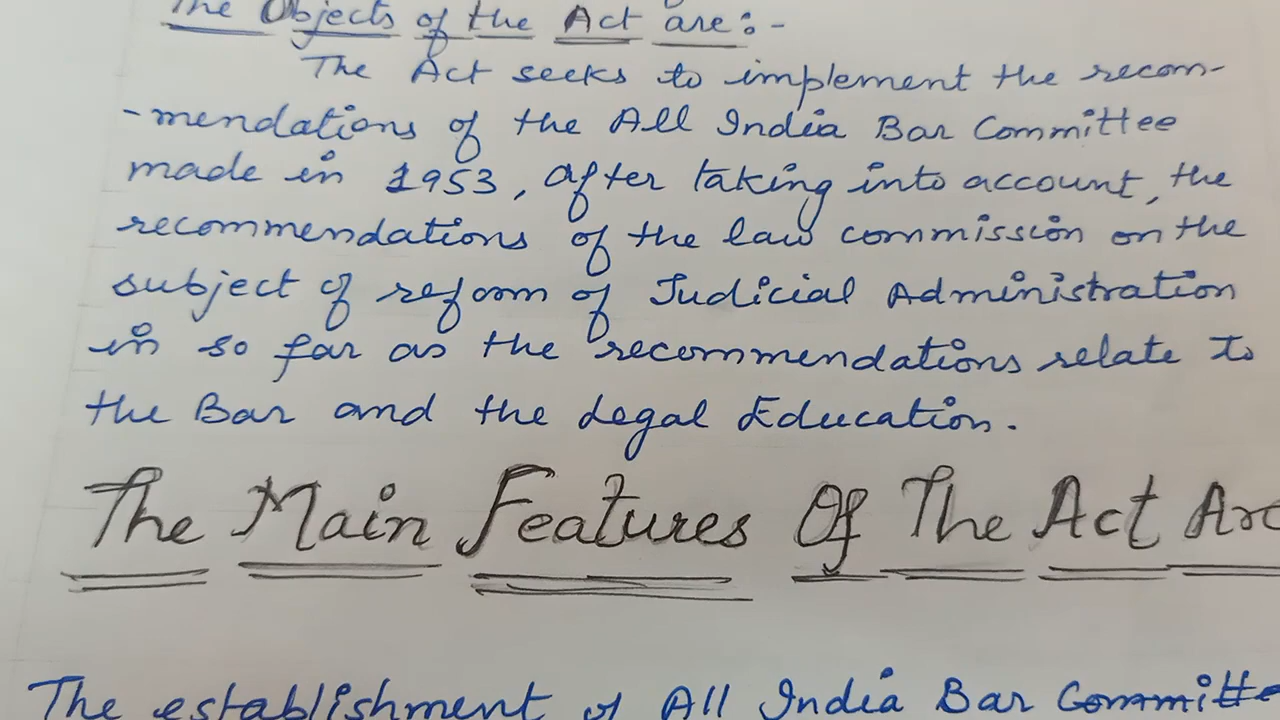 The Objects of the Act are:-
The Act seeks to implement the recom-
-mendations of the All India Bar Committee
made in 1953, after taking into account, the
recommendations of the law commission on the
subject of reform of Judicial Administration
in so far as the recommendations relate to
the Bar and the Legal Education.
The Main Features Of The Act Ar
The establishment of All India Bar Committe